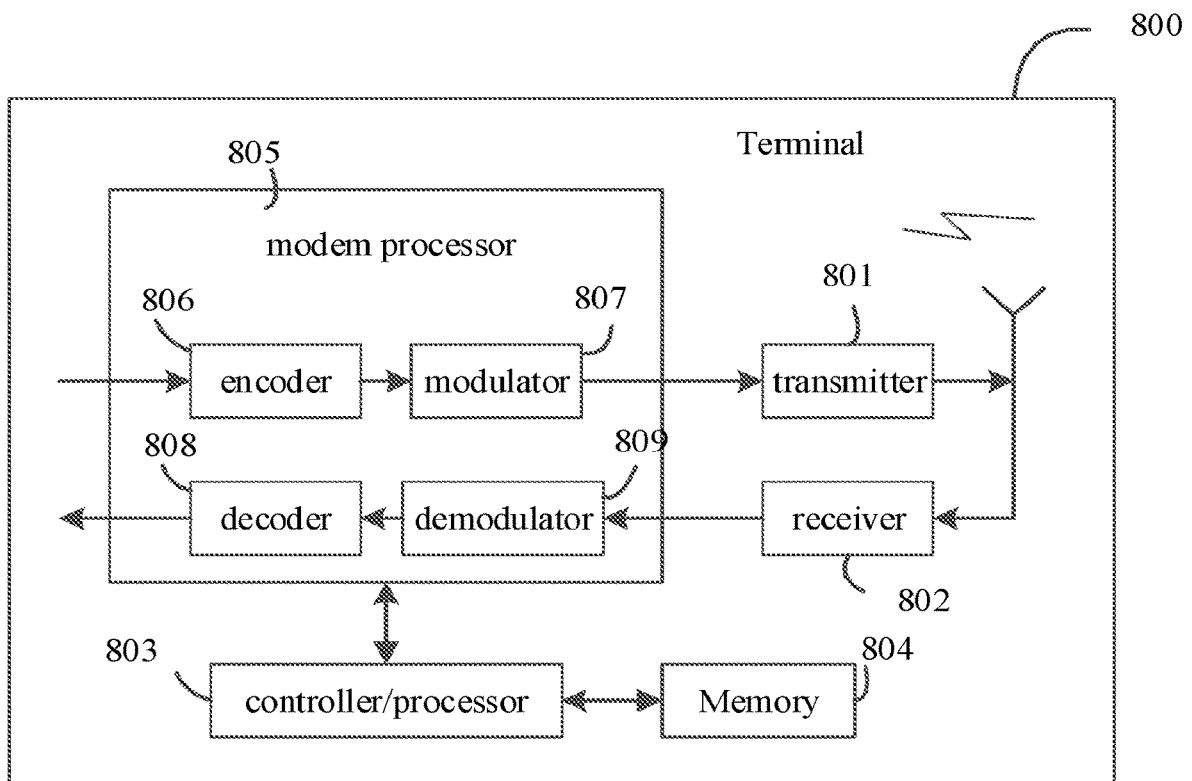 800
Terminal
805
modem processor
806
807
801
encoder
modulator
transmitter
808
809
decoder
demodulator
receiver
802
803
804
controller/processor
Memory